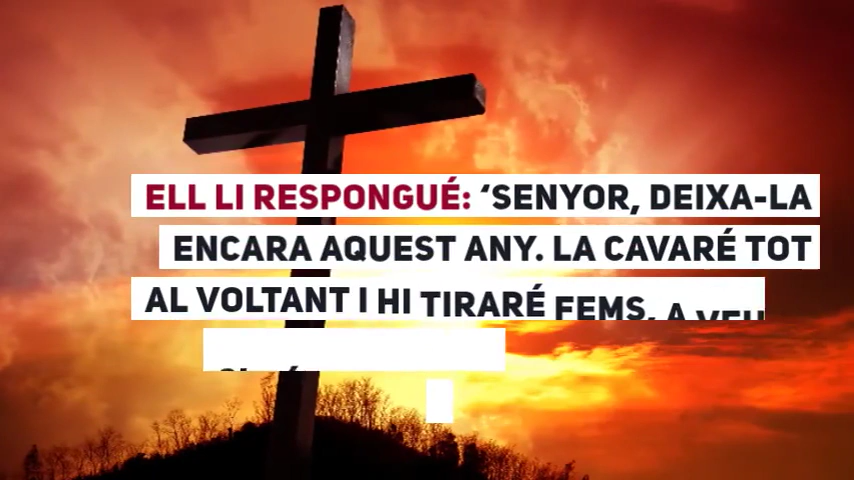 ELL LI RESPONGUÉ: ‘SENYOR, DEIXA-LA
ENCARA AQUEST ANY. LA CAVARÉ TOT
AL VOLTANT I HI TIRARÉ FEMS, A